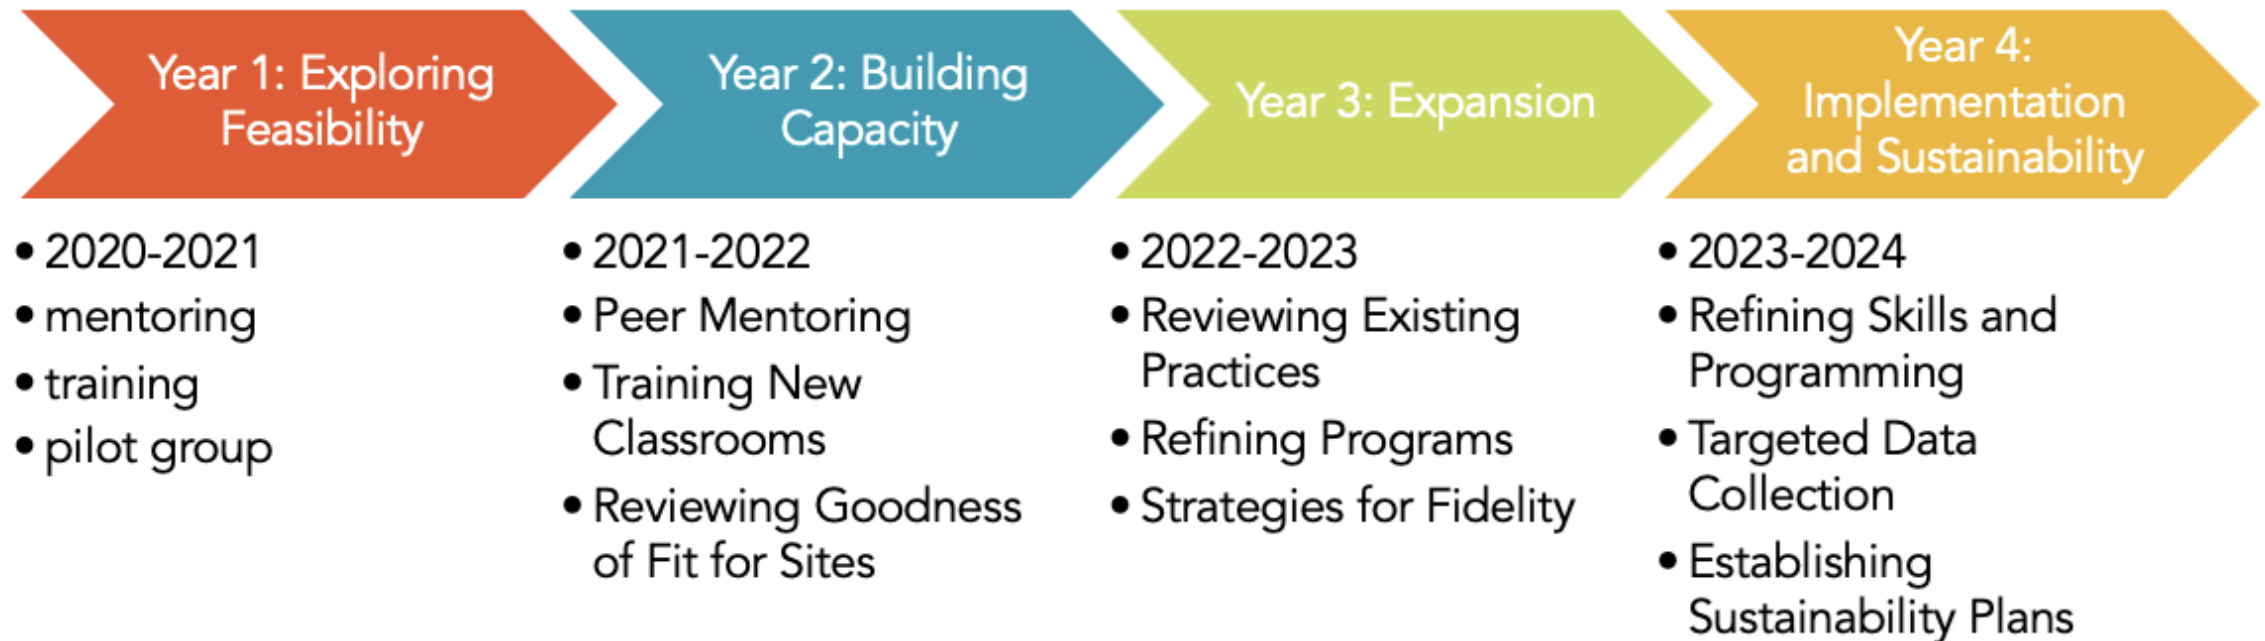 Year 1: Exploring
Feasibility
• 2020-2021
• mentoring
• training
• pilot group
Year 2: Building
Capacity
• 2021-2022
• Peer Mentoring
• Training New
Classrooms
• Reviewing Goodness
of Fit for Sites
Year 3: Expansion
• 2022-2023
• Reviewing Existing
Practices
• Refining Programs
• Strategies for Fidelity
Year 4:
Implementation
and Sustainability
• 2023-2024
• Refining Skills and
Programming
• Targeted Data
Collection
• Establishing
Sustainability Plans